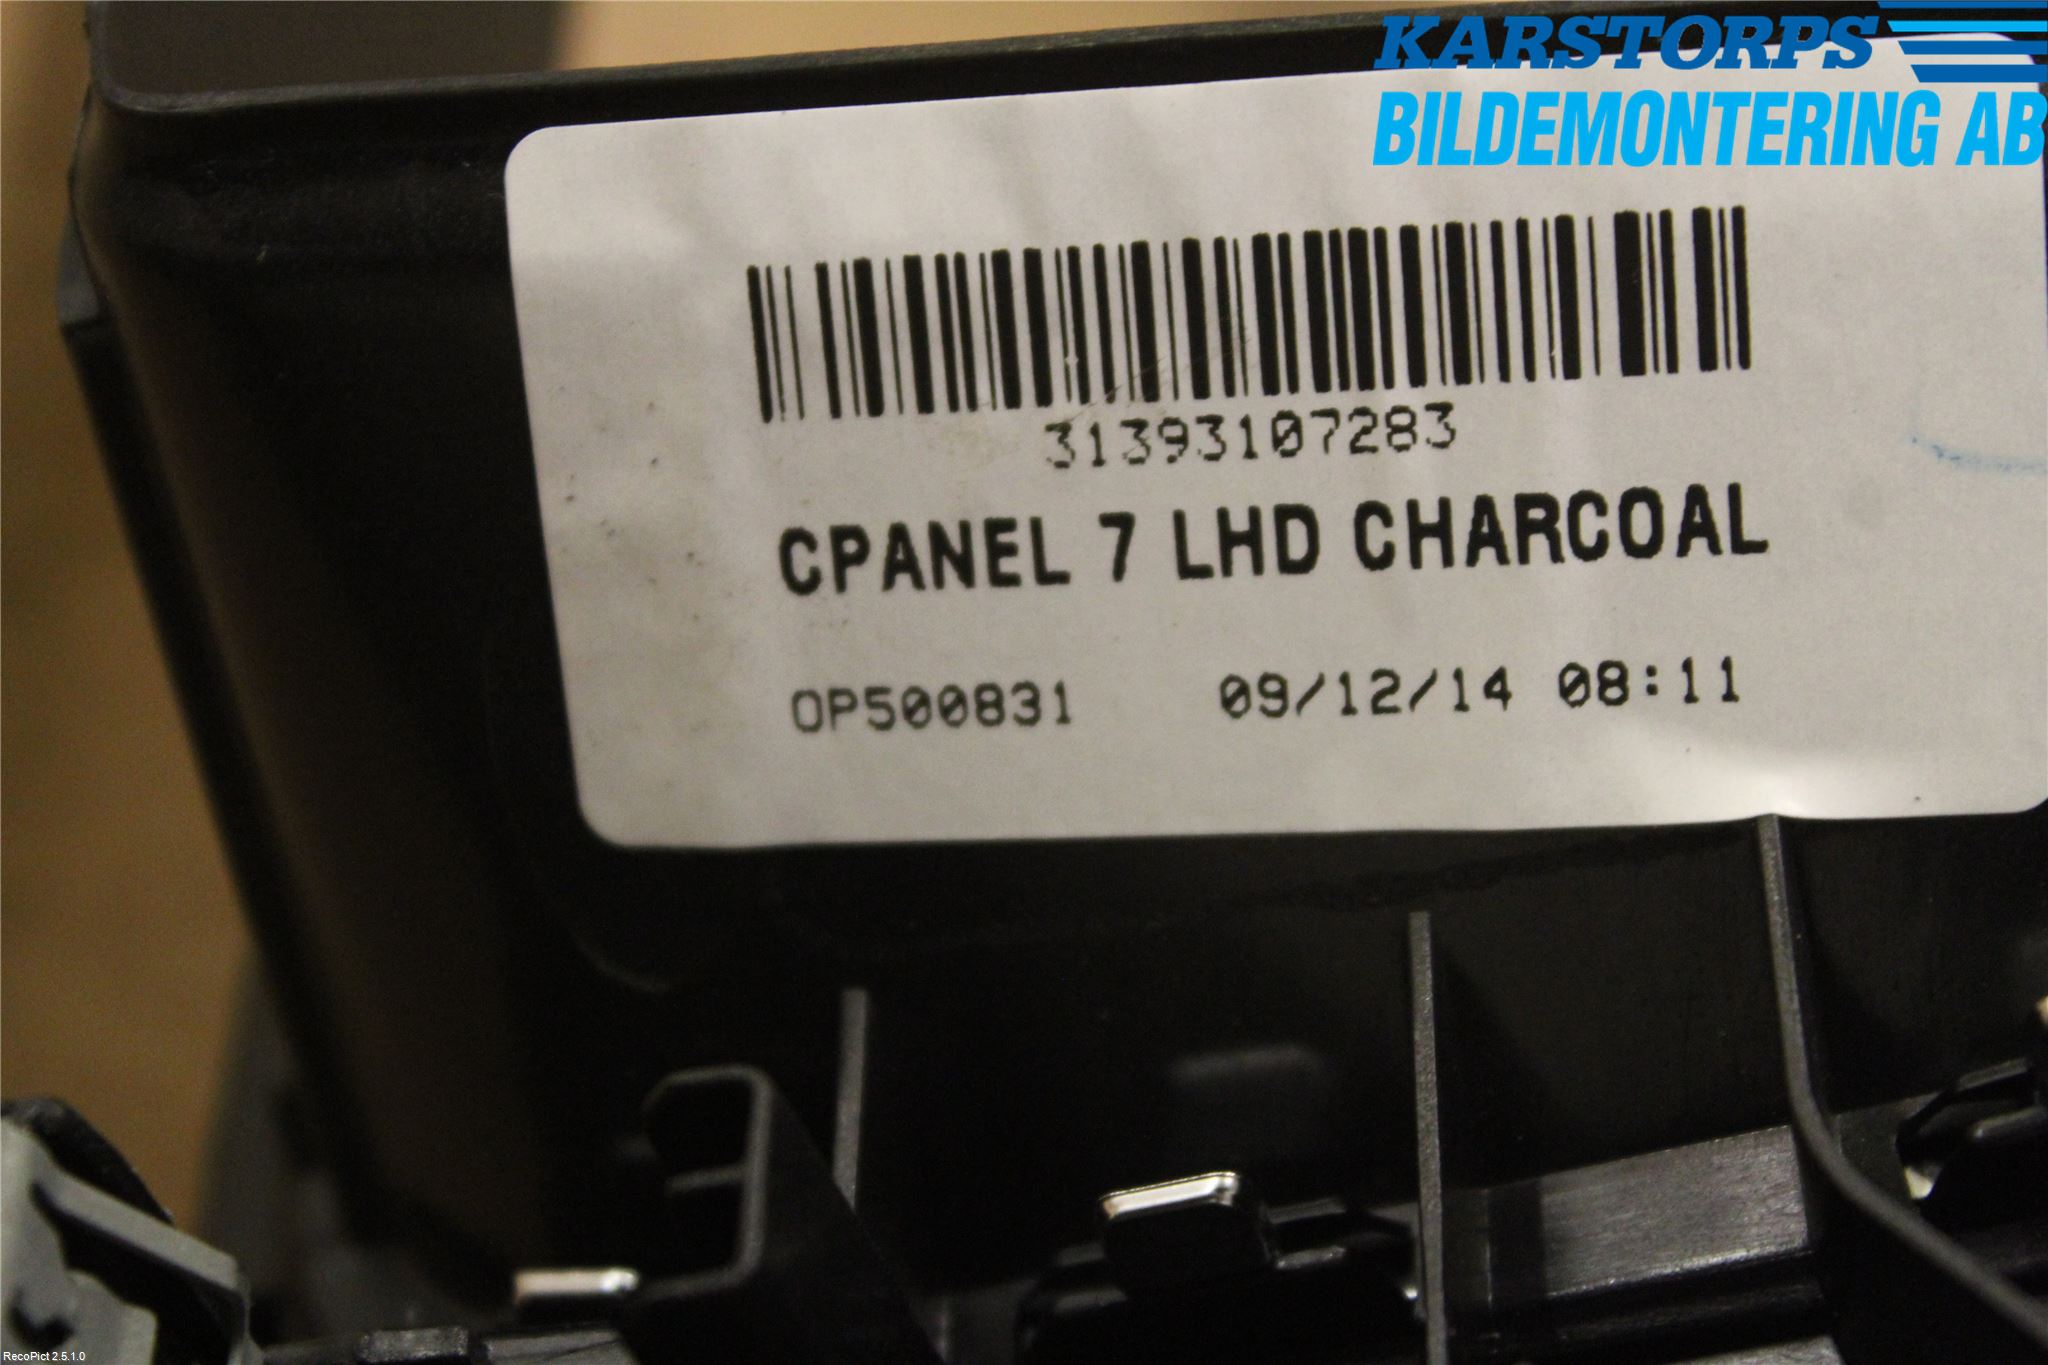 KARSTORPS
BILDEMONTERING AB
31393107283
CPANEL 7 LHD CHARCOAL
OP500831 09/12/14 08:11
RecoPict 2.5.1.0